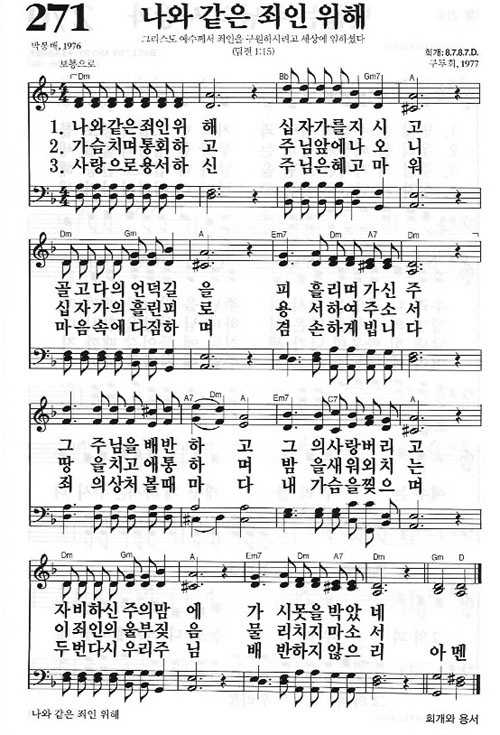 271 나와 같은 죄인 위해
그리스도 예수께서 죄인을 구원하시려고 세상에 임하셨다
(딤전 1:15)
박봉배, 1976
회개: 8.7.8.7.D.
구두회, 1977
보통으로
Dm Bb Gm7 A
1. 나와같은죄인위 해 십자가를지 시 고
2. 가슴치며통회하 고 주님앞에나 오 니
3. 사랑으로용서하 신 주님은혜고 마 워
Dm Gm A Em7 Dm A7 Dm
골고다의언덕길 을 피 흘리며가신 주
십자가의흘린피 로 용 서하여주소 서
마음속에다짐하 며 겸 손하게빕니 다
A7 Dm Em7 C7 A
그 주님을배반 하 고 그 의사랑버리 고
땅 을치고애통 하 며 밤 을새워외치 는
죄 의상처볼때 마 다 내 가슴을찢으 며
Dm Gm A Em7 Dm A7 Dm Gm D
자비하신주의맘 에 가 시못을박았 네
이죄인의울부짖 음 물 리치지마소 서
두번다시우리주 님 배 반하지않으 리 아 멘
나와 같은 죄인 위해
회개와 용서